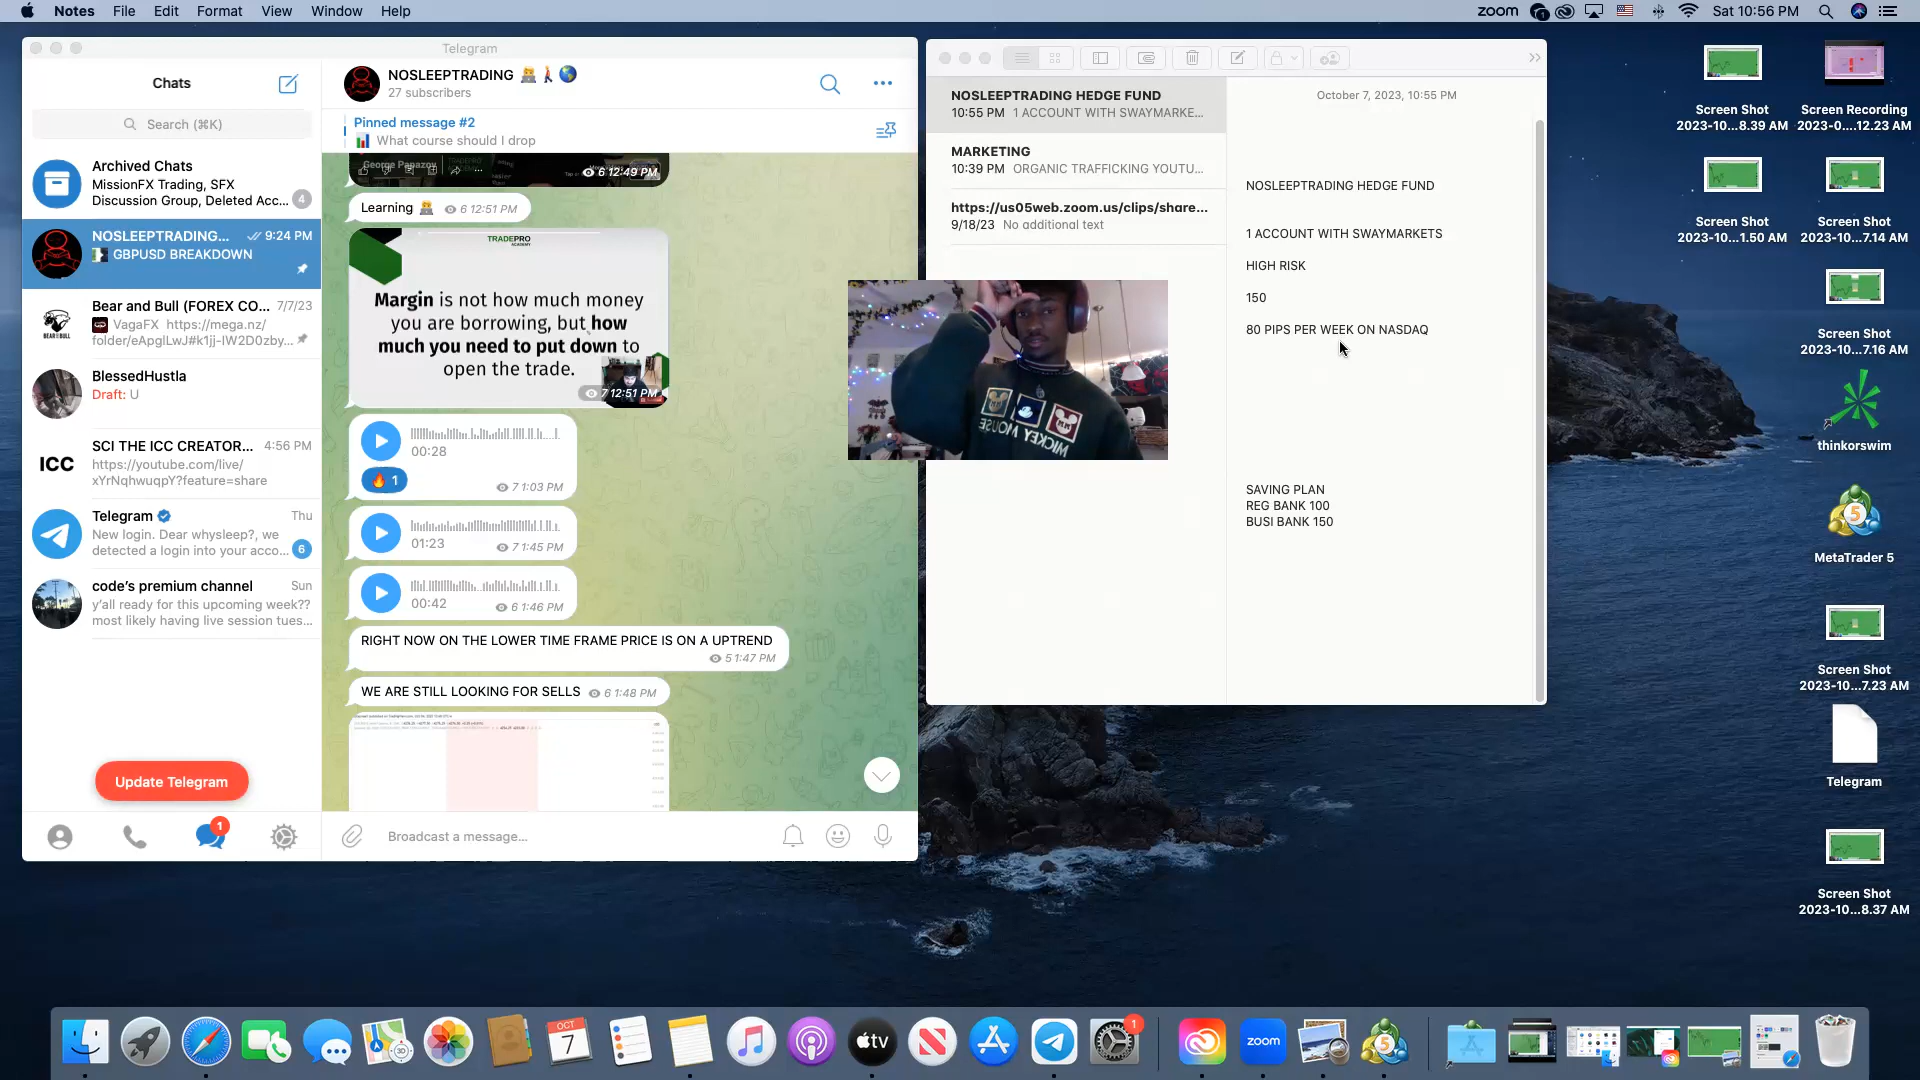 Notes File Edit Format View Window Help
zoom 1 Sat 10:56 PM
Telegram
Chats
Search (⌘K)
Archived Chats
MissionFX Trading, SFX
Discussion Group, Deleted Acc... 4
NOSLEEPTRADING... 9:24 PM
GBPUSD BREAKDOWN
Bear and Bull (FOREX CO... 7/7/23
VagaFX https://mega.nz/
folder/eApglLwJ#k1jj-IW2D0zby...
BlessedHustla
Draft: U
ICC
SCI THE ICC CREATOR... 4:56 PM
https://youtube.com/live/
xYrNqhwuqpY?feature=share
Telegram Thu
New login. Dear whysleep?, we
detected a login into your acco... 6
code's premium channel Sun
y'all ready for this upcoming week??
most likely having live session tues...
Update Telegram
1
NOSLEEPTRADING
27 subscribers
Pinned message #2
What course should I drop
George Papazov
6 12:49 PM
Learning 6 12:51 PM
TRADEPRO
ACADEMY
Margin is not how much money
you are borrowing, but how
much you need to put down to
open the trade.
7 12:51 PM
00:28
1
7 1:03 PM
01:23
7 1:45 PM
00:42
6 1:46 PM
RIGHT NOW ON THE LOWER TIME FRAME PRICE IS ON A UPTREND
5 1:47 PM
WE ARE STILL LOOKING FOR SELLS 6 1:48 PM
Broadcast a message...
NOSLEEPTRADING HEDGE FUND
10:55 PM 1 ACCOUNT WITH SWAYMARKE...
MARKETING
10:39 PM ORGANIC TRAFFICKING YOUTU...
https://us05web.zoom.us/clips/share...
9/18/23 No additional text
October 7, 2023, 10:55 PM
NOSLEEPTRADING HEDGE FUND
1 ACCOUNT WITH SWAYMARKETS
HIGH RISK
150
80 PIPS PER WEEK ON NASDAQ
SAVING PLAN
REG BANK 100
BUSI BANK 150
MICKEY MOUSE
Screen Shot
2023-10...8.39 AM
Screen Recording
2023-0....12.23 AM
Screen Shot
2023-10...1.50 AM
Screen Shot
2023-10...7.14 AM
Screen Shot
2023-10...7.16 AM
thinkorswim
5
MetaTrader 5
Screen Shot
2023-10...7.23 AM
Telegram
Screen Shot
2023-10...8.37 AM
OCT
7
tv
1
zoom
5